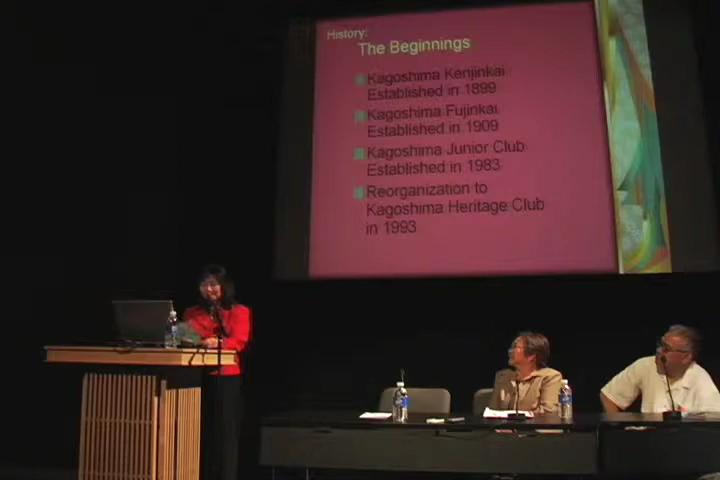 History:
The Beginnings
Kagoshima Kenjinkai
Established in 1899
Kagoshima Fujinkai
Established in 1909
Kagoshima Junior Club
Established in 1983
Reorganization to
Kagoshima Heritage Club
in 1993